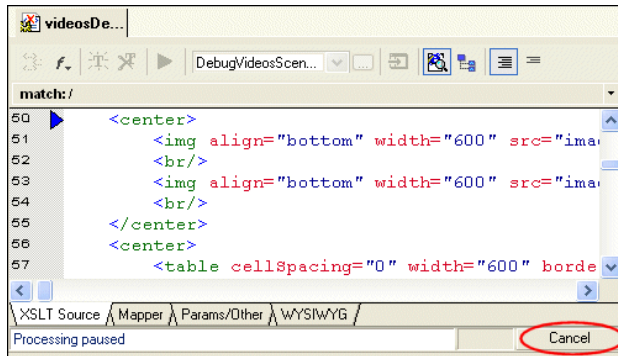 videosDe...
f
DebugVideosScen... ...
match:/
50 <center>
51 <img align="bottom" width="600" src="ima
52 <br/>
53 <img align="bottom" width="600" src="ima
54 <br/>
55 </center>
56 <center>
57 <table cellSpacing="0" width="600" borde
XSLT Source Mapper Params/Other WYSIWYG
Processing paused Cancel